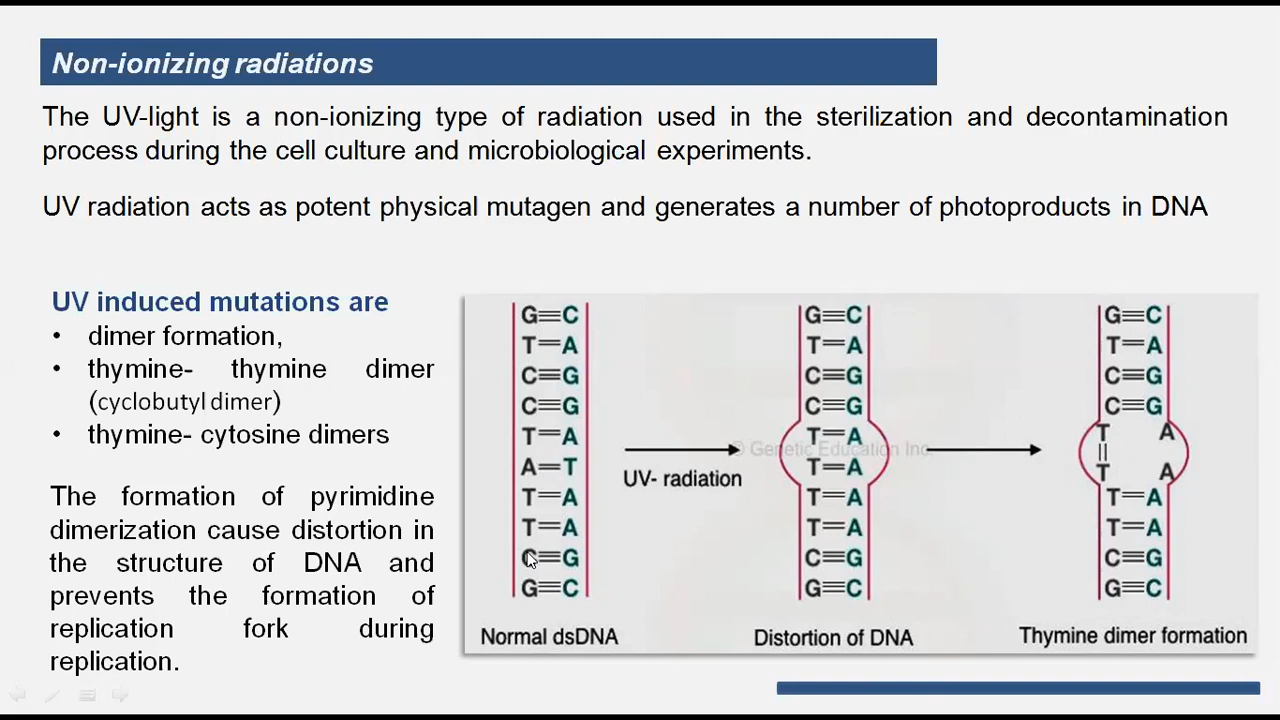 Non-ionizing radiations
The UV-light is a non-ionizing type of radiation used in the sterilization and decontamination
process during the cell culture and microbiological experiments.
UV radiation acts as potent physical mutagen and generates a number of photoproducts in DNA
UV induced mutations are
• dimer formation,
• thymine- thymine dimer
(cyclobutyl dimer)
• thymine- cytosine dimers
The formation of pyrimidine
dimerization cause distortion in
the structure of DNA and
prevents the formation of
replication fork during
replication.
G≡C
T=A
C≡G
C≡G
T=A
A=T
T=A
T=A
C≡G
G≡C
Normal dsDNA
UV- radiation
G≡C
T=A
C≡G
C≡G
T=A
T=A
T=A
T=A
C≡G
G≡C
Distortion of DNA
© Genetic Education Inc.
G≡C
T=A
C≡G
C≡G
T A
T A
T=A
T=A
C≡G
G≡C
Thymine dimer formation